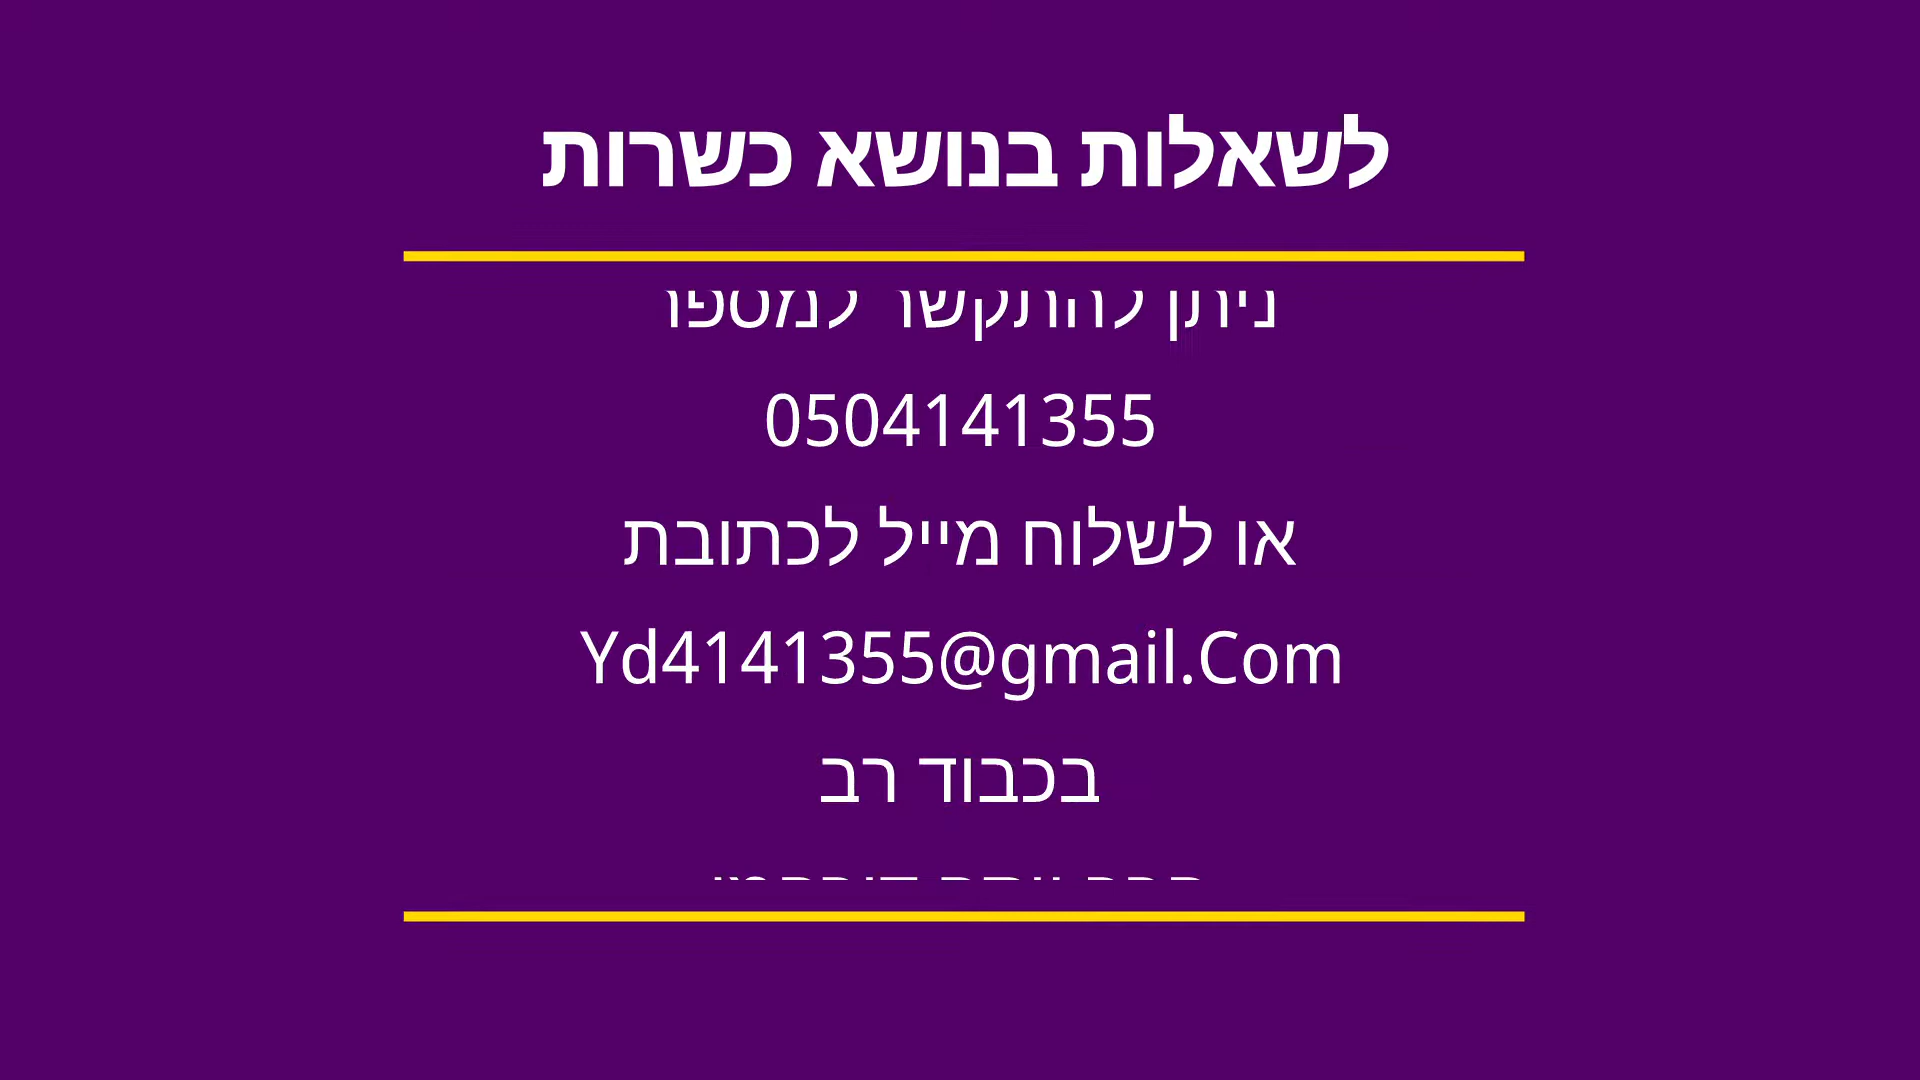 לשאלות בנושא כשרות
ניתן להתקשר למספר
0504141355
או לשלוח מייל לכתובת
Yd4141355@gmail.Com
בכבוד רב